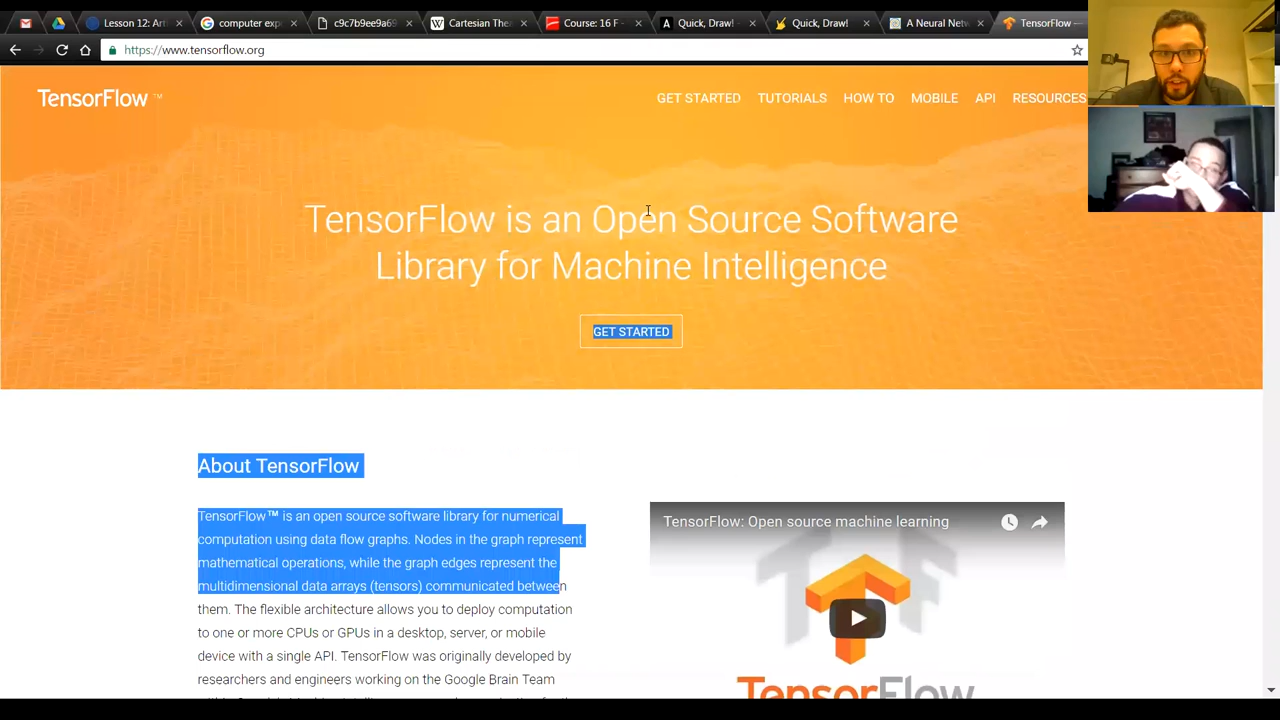 Lesson 12: Arti
computer exp
c9c7b9ee9a69
Cartesian Thea
Course: 16 F -
Quick, Draw!
Quick, Draw!
A Neural Netw
TensorFlow —
https://www.tensorflow.org
TensorFlow ™
GET STARTED TUTORIALS HOW TO MOBILE API RESOURCES
TensorFlow is an Open Source Software
Library for Machine Intelligence
GET STARTED
About TensorFlow
TensorFlow™ is an open source software library for numerical
computation using data flow graphs. Nodes in the graph represent
mathematical operations, while the graph edges represent the
multidimensional data arrays (tensors) communicated between
them. The flexible architecture allows you to deploy computation
to one or more CPUs or GPUs in a desktop, server, or mobile
device with a single API. TensorFlow was originally developed by
researchers and engineers working on the Google Brain Team
TensorFlow: Open source machine learning
TensorFlow